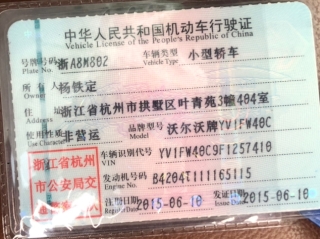 中华人民共和国机动车行驶证
Vehicle License of the People's Republic of China
号牌号码 浙A8M802 车辆类型 小型轿车
Plate No. Vehicle Type
所有人 杨铁定
Owner
住址 浙江省杭州市拱墅区叶青苑3幢404室
使用性质 非营运 品牌型号 沃尔沃牌YV1FW40C
Use Character Model
浙江省杭州市公安局交
车辆识别代号 YV1FW40C9F1257410
VIN
发动机号码 B4204T1111165115
Engine No.
注册日期 2015-06-10 发证日期 2015-06-10
Register Date Issue Date